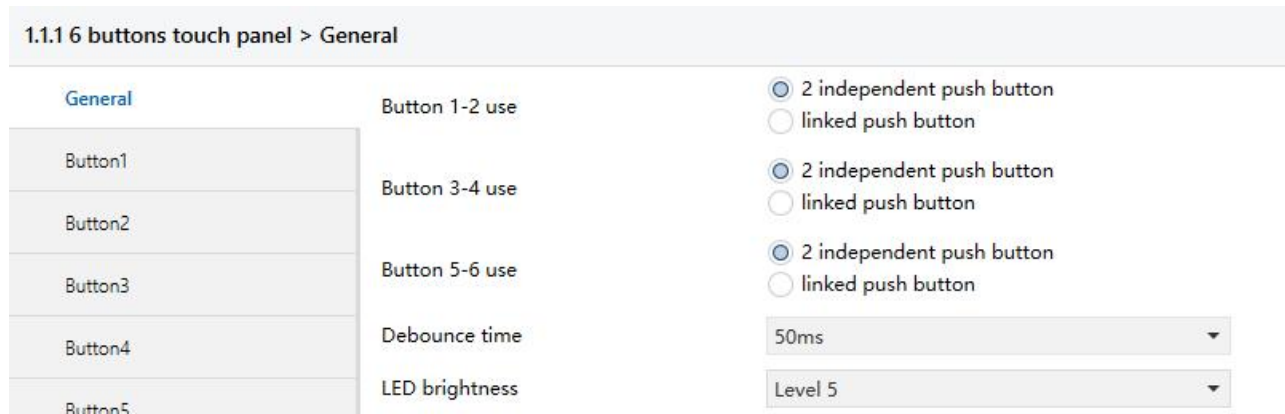 1.1.1 6 buttons touch panel > General
General
Button1
Button2
Button3
Button4
Button5
Button 1-2 use
2 independent push button
linked push button
Button 3-4 use
2 independent push button
linked push button
Button 5-6 use
2 independent push button
linked push button
Debounce time
50ms
LED brightness
Level 5